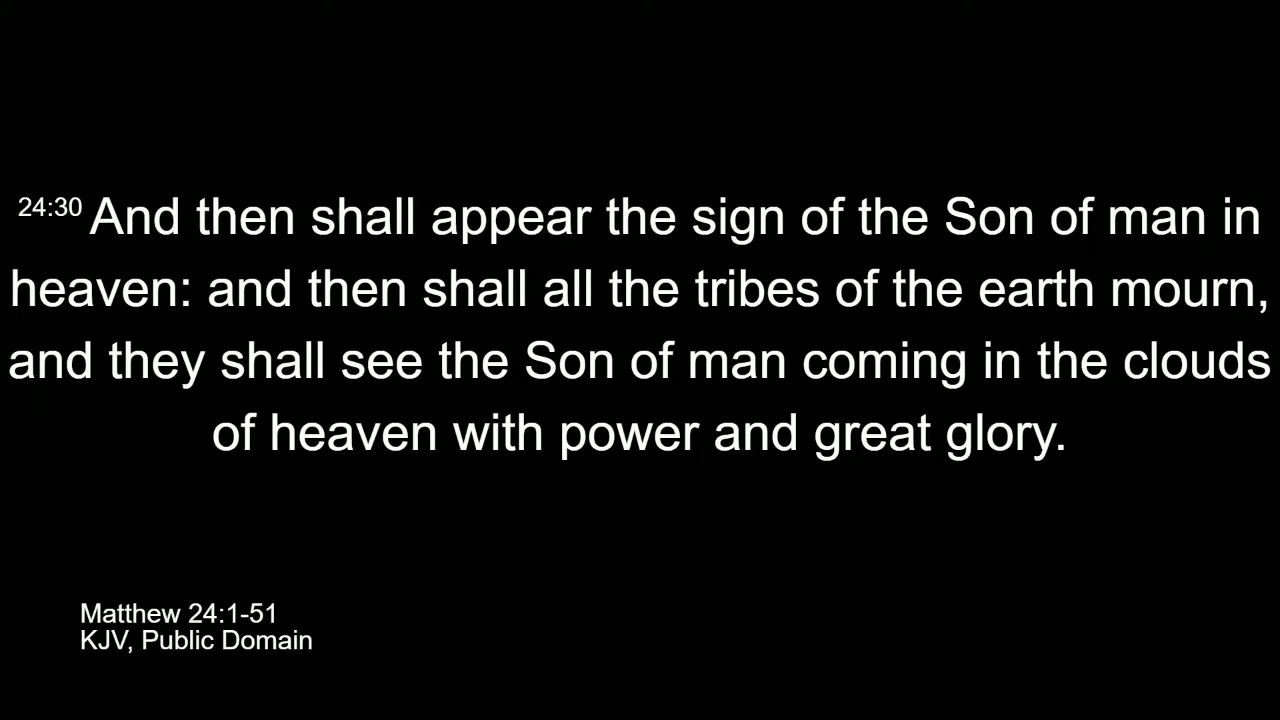 24:30 And then shall appear the sign of the Son of man in
heaven: and then shall all the tribes of the earth mourn,
and they shall see the Son of man coming in the clouds
of heaven with power and great glory.
Matthew 24:1-51
KJV, Public Domain